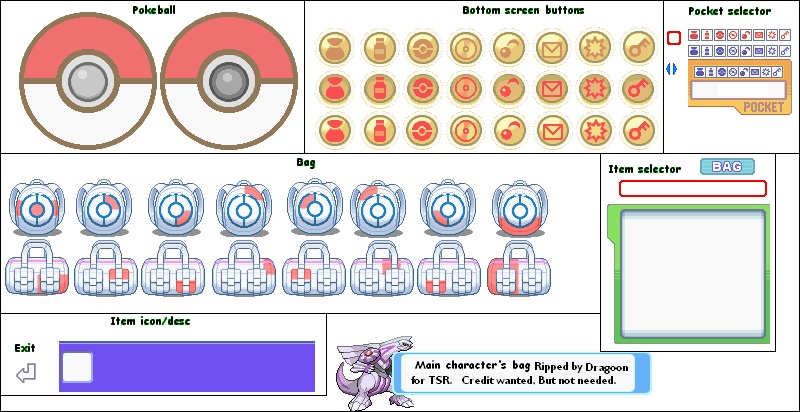 Pokeball
Bottom screen buttons
Pocket selector
POCKET
Bag
Item selector
BAG
Item icon/desc
Exit
Main character's bag Ripped by Dragoon
for TSR. Credit wanted, But not needed.